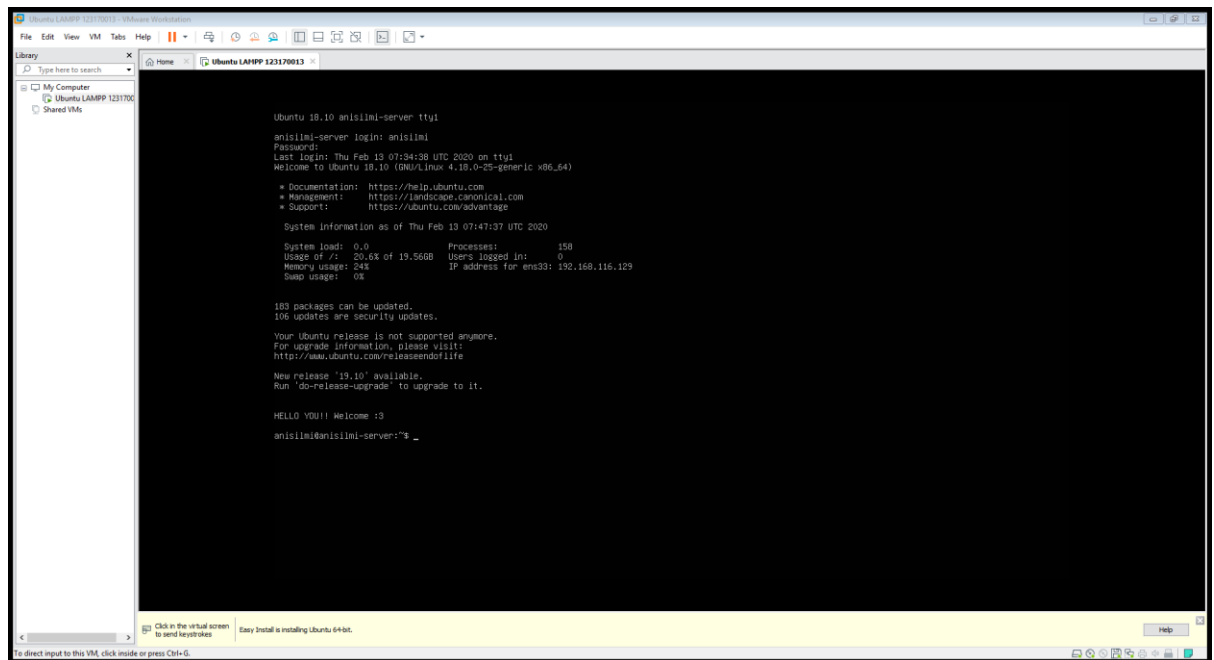 Ubuntu LAMPP 123170013 - VMware Workstation
File Edit View VM Tabs Help
Library
Type here to search
My Computer
Ubuntu LAMPP 1231700
Shared VMs
Home
Ubuntu LAMPP 123170013
Ubuntu 18.10 anisilmi-server tty1
anisilmi-server login: anisilmi
Password:
Last login: Thu Feb 13 07:34:38 UTC 2020 on tty1
Welcome to Ubuntu 18.10 (GNU/Linux 4.18.0-25-generic x86_64)
* Documentation: https://help.ubuntu.com
* Management: https://landscape.canonical.com
* Support: https://ubuntu.com/advantage
System information as of Thu Feb 13 07:47:37 UTC 2020
System load: 0.0 Processes: 158
Usage of /: 20.6% of 19.56GB Users logged in: 0
Memory usage: 24% IP address for ens33: 192.168.116.129
Swap usage: 0%
183 packages can be updated.
106 updates are security updates.
Your Ubuntu release is not supported anymore.
For upgrade information, please visit:
http://www.ubuntu.com/releaseendoflife
New release '19.10' available.
Run 'do-release-upgrade' to upgrade to it.
HELLO YOU!! Welcome :3
anisilmi@anisilmi-server:~$ _
Click in the virtual screen
to send keystrokes
Easy Install is installing Ubuntu 64-bit.
Help
To direct input to this VM, click inside or press Ctrl+G.